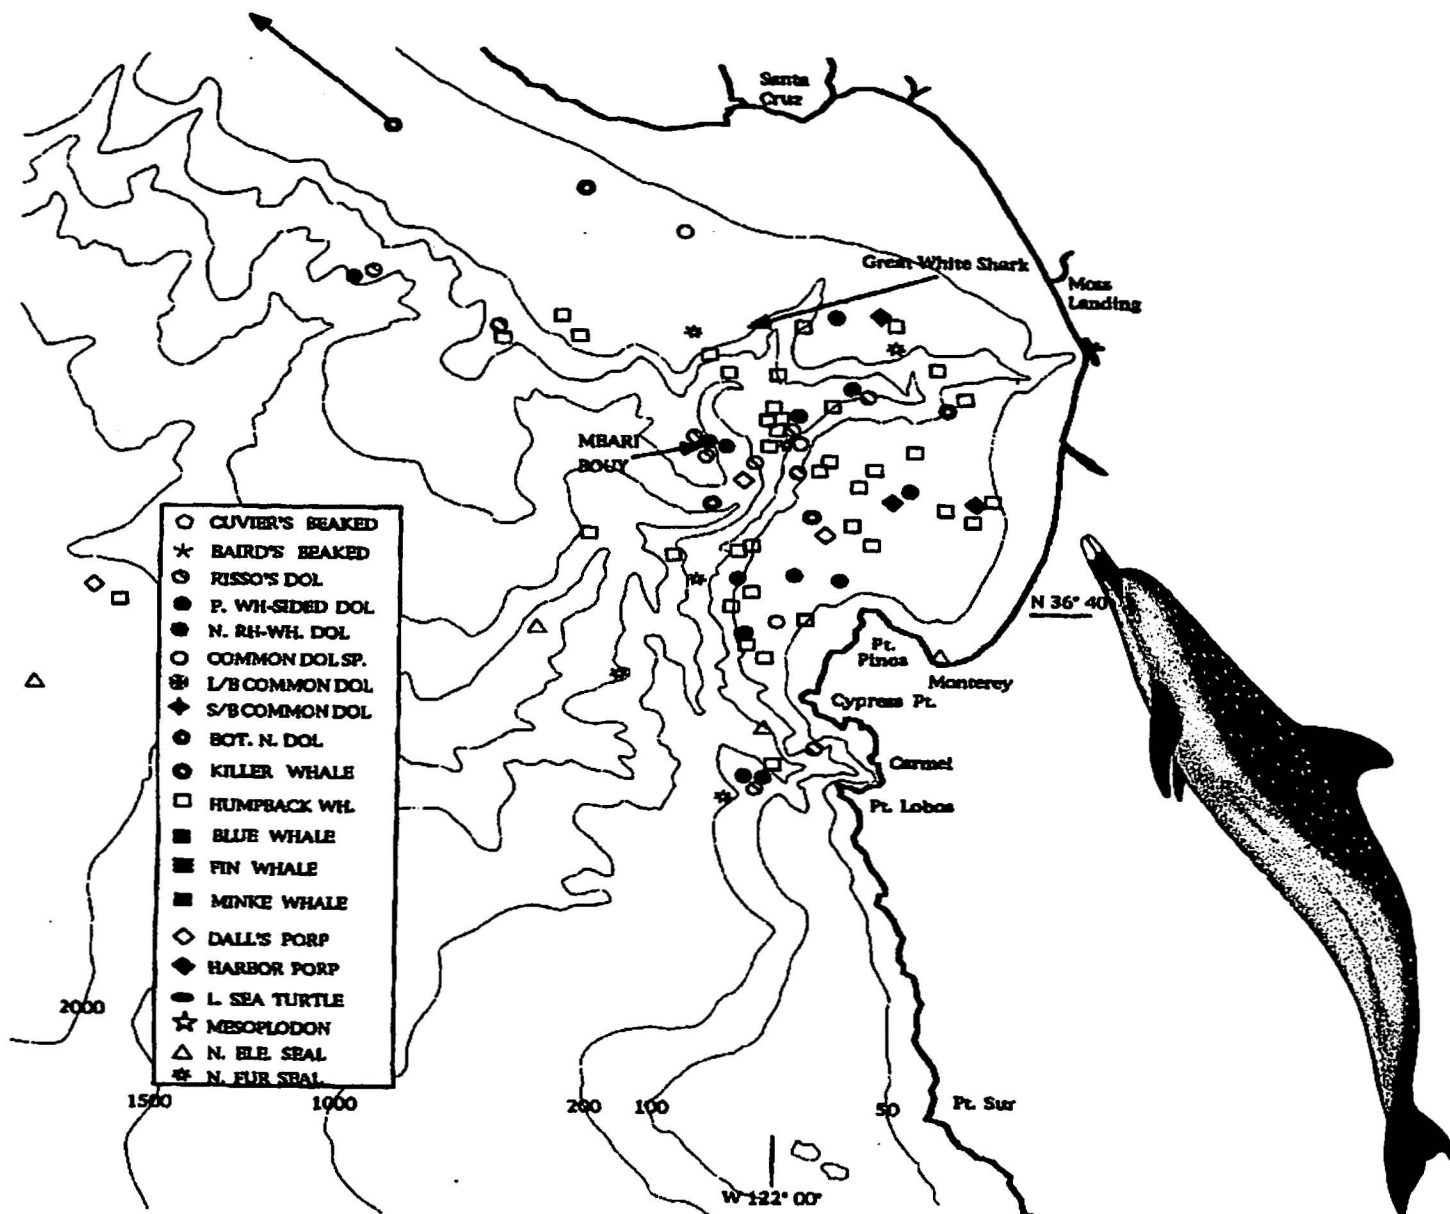 Santa
Cruz
Great White Shark
Moss
Landing
MBARI
BOUY
CUVIER'S BEAKED
BAIRD'S BEAKED
RISSO'S DOL
P. WH-SIDED DOL
N. RH-WH. DOL
COMMON DOL SP.
L/B COMMON DOL
S/B COMMON DOL
BOT. N. DOL
KILLER WHALE
HUMPBACK WH.
BLUE WHALE
FIN WHALE
MINKE WHALE
DALL'S PORP
HARBOR PORP
L. SEA TURTLE
MESOPLODON
N. ELE. SEAL
N. FUR SEAL
N 36° 40'
Pt.
Pinos
Monterey
Cypress Pt.
Carmel
Pt. Lobos
2000
1500
1000
200
100
50
Pt. Sur
W 122° 00'